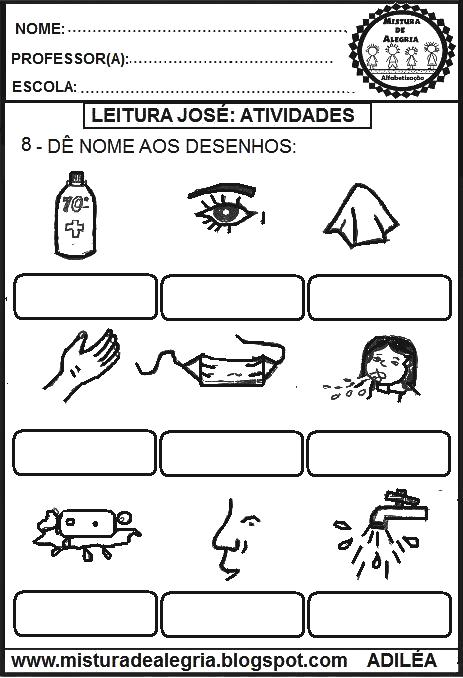 NOME:
PROFESSOR(A):
ESCOLA:
MISTURA
DE
ALEGRIA
Alfabetização
LEITURA JOSÉ: ATIVIDADES
8 - DÊ NOME AOS DESENHOS:
70°
www.misturadealegria.blogspot.com ADILÉA